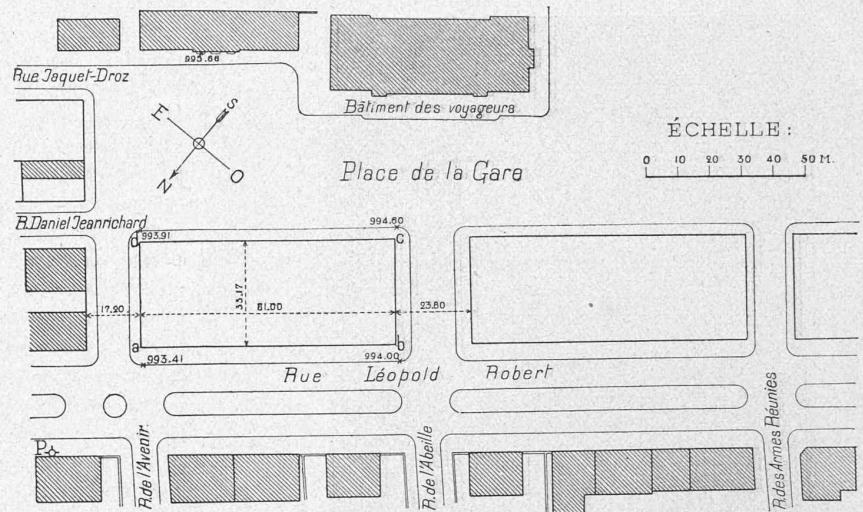 995.66
Rue Jaquet-Droz
Bâtiment des voyageurs
E
S
N
O
Place de la Gare
ÉCHELLE :
0 10 20 30 40 50 M.
R. Daniel Jeanrichard
d
993.91
994.60
c
17.20
33.17
81.00
23.80
a
b
993.41
994.00
Rue Léopold Robert
P.
R. de l'Avenir
R. de l'Abeille
R. des Armes Réunies